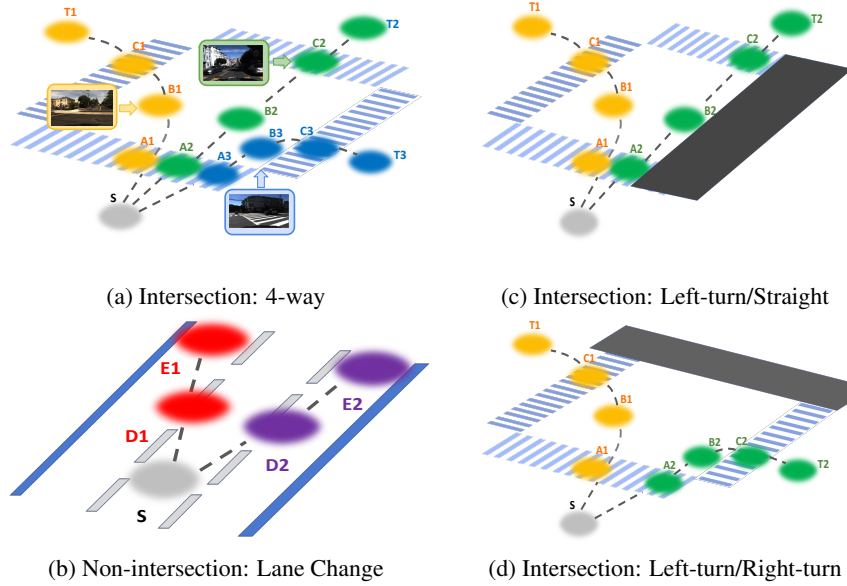 T1
C1
C2
T2
B1
B2
A1
A2
A3
B3
C3
T3
S
(a) Intersection: 4-way
T2
T1
C1
C2
B1
B2
A1
A2
S
(c) Intersection: Left-turn/Straight
E1
D1
S
D2
E2
(b) Non-intersection: Lane Change
T1
C1
B1
A1
A2
B2
C2
T2
S
(d) Intersection: Left-turn/Right-turn